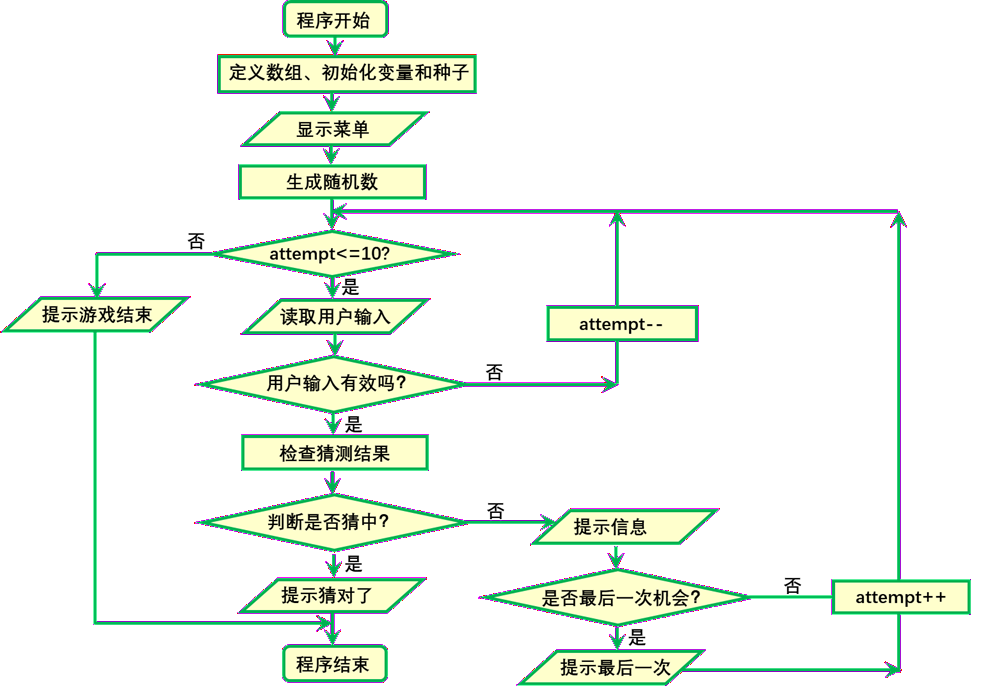 程序开始
定义数组、初始化变量和种子
显示菜单
生成随机数
attempt<=10?
否
是
提示游戏结束
读取用户输入
attempt--
用户输入有效吗？
否
是
检查猜测结果
判断是否猜中？
否
提示信息
是
提示猜对了
是否最后一次机会？
否
attempt++
是
程序结束
提示最后一次